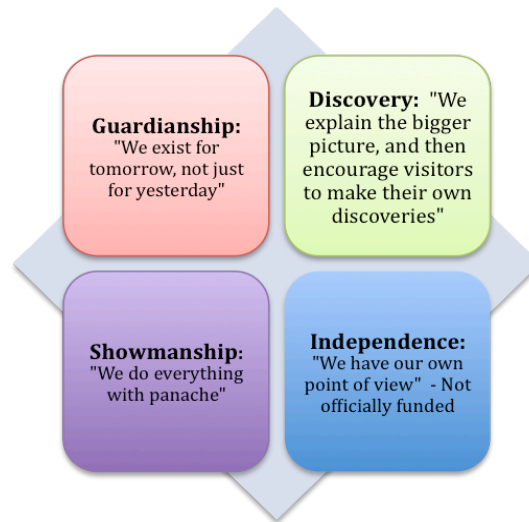 Guardianship:
"We exist for
tomorrow, not just
for yesterday"
Discovery: "We
explain the bigger
picture, and then
encourage visitors
to make their own
discoveries"
Showmanship:
"We do everything
with panache"
Independence:
"We have our own
point of view" - Not
officially funded